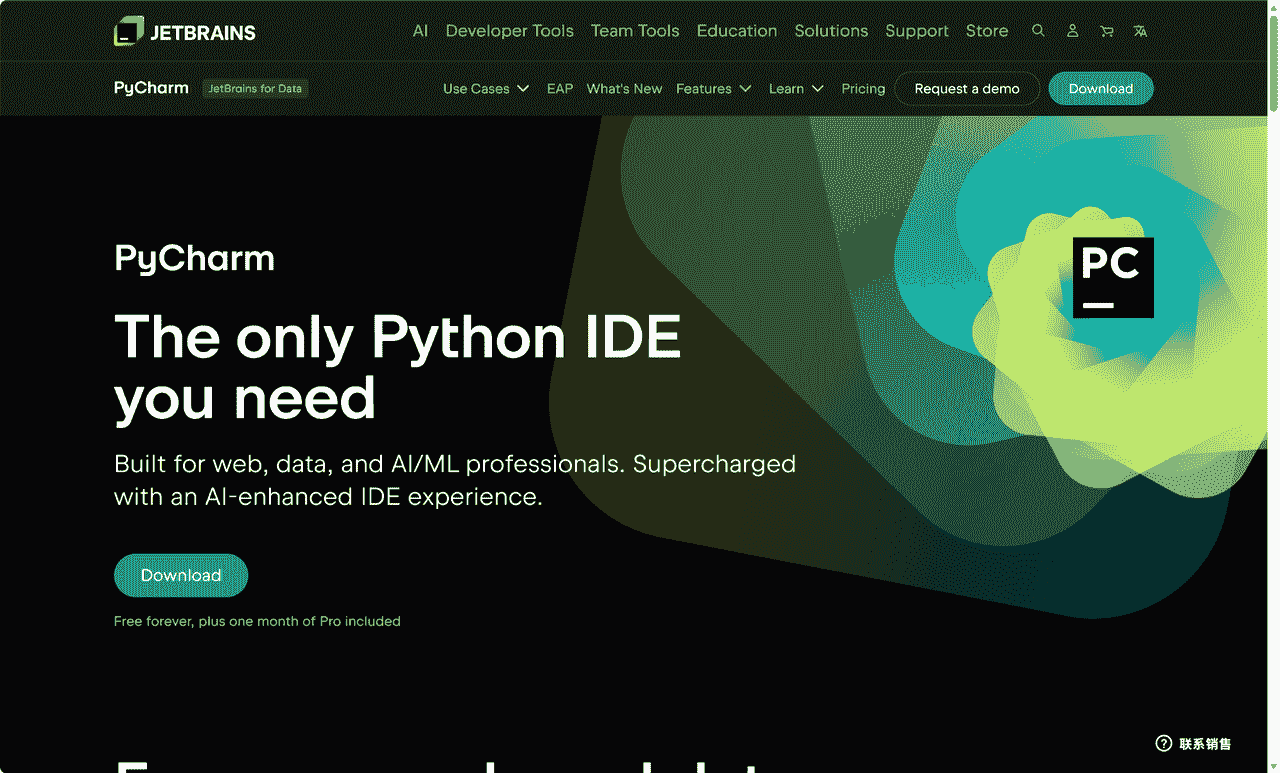 JETBRAINS
AI Developer Tools Team Tools Education Solutions Support Store
PyCharm JetBrains for Data
Use Cases EAP What's New Features Learn Pricing Request a demo Download
PC
PyCharm
The only Python IDE
you need
Built for web, data, and AI/ML professionals. Supercharged
with an AI-enhanced IDE experience.
Download
Free forever, plus one month of Pro included
联系销售